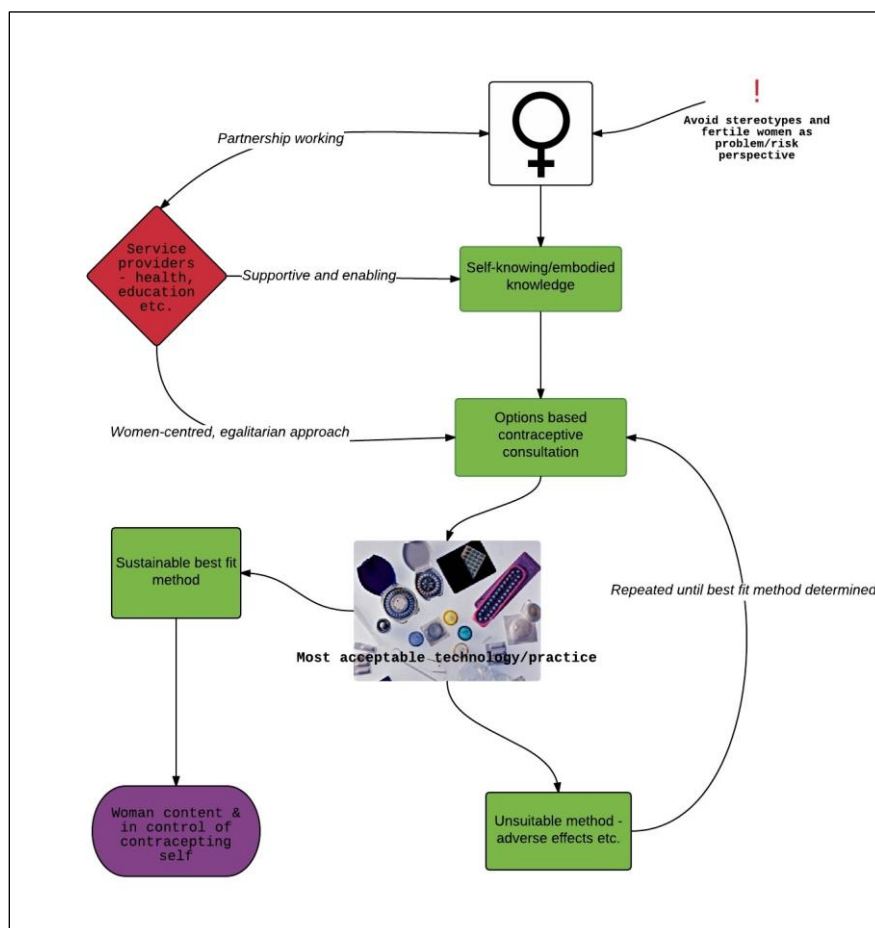 !
Avoid stereotypes and
fertile women as
problem/risk
perspective
Partnership working
Service
providers
- health,
education
etc.
Supportive and enabling
Self-knowing/embodied
knowledge
Women-centred, egalitarian approach
Options based
contraceptive
consultation
Sustainable best fit
method
Repeated until best fit method determined
Most acceptable technology/practice
Woman content &
in control of
contracepting
self
Unsuitable method -
adverse effects etc.